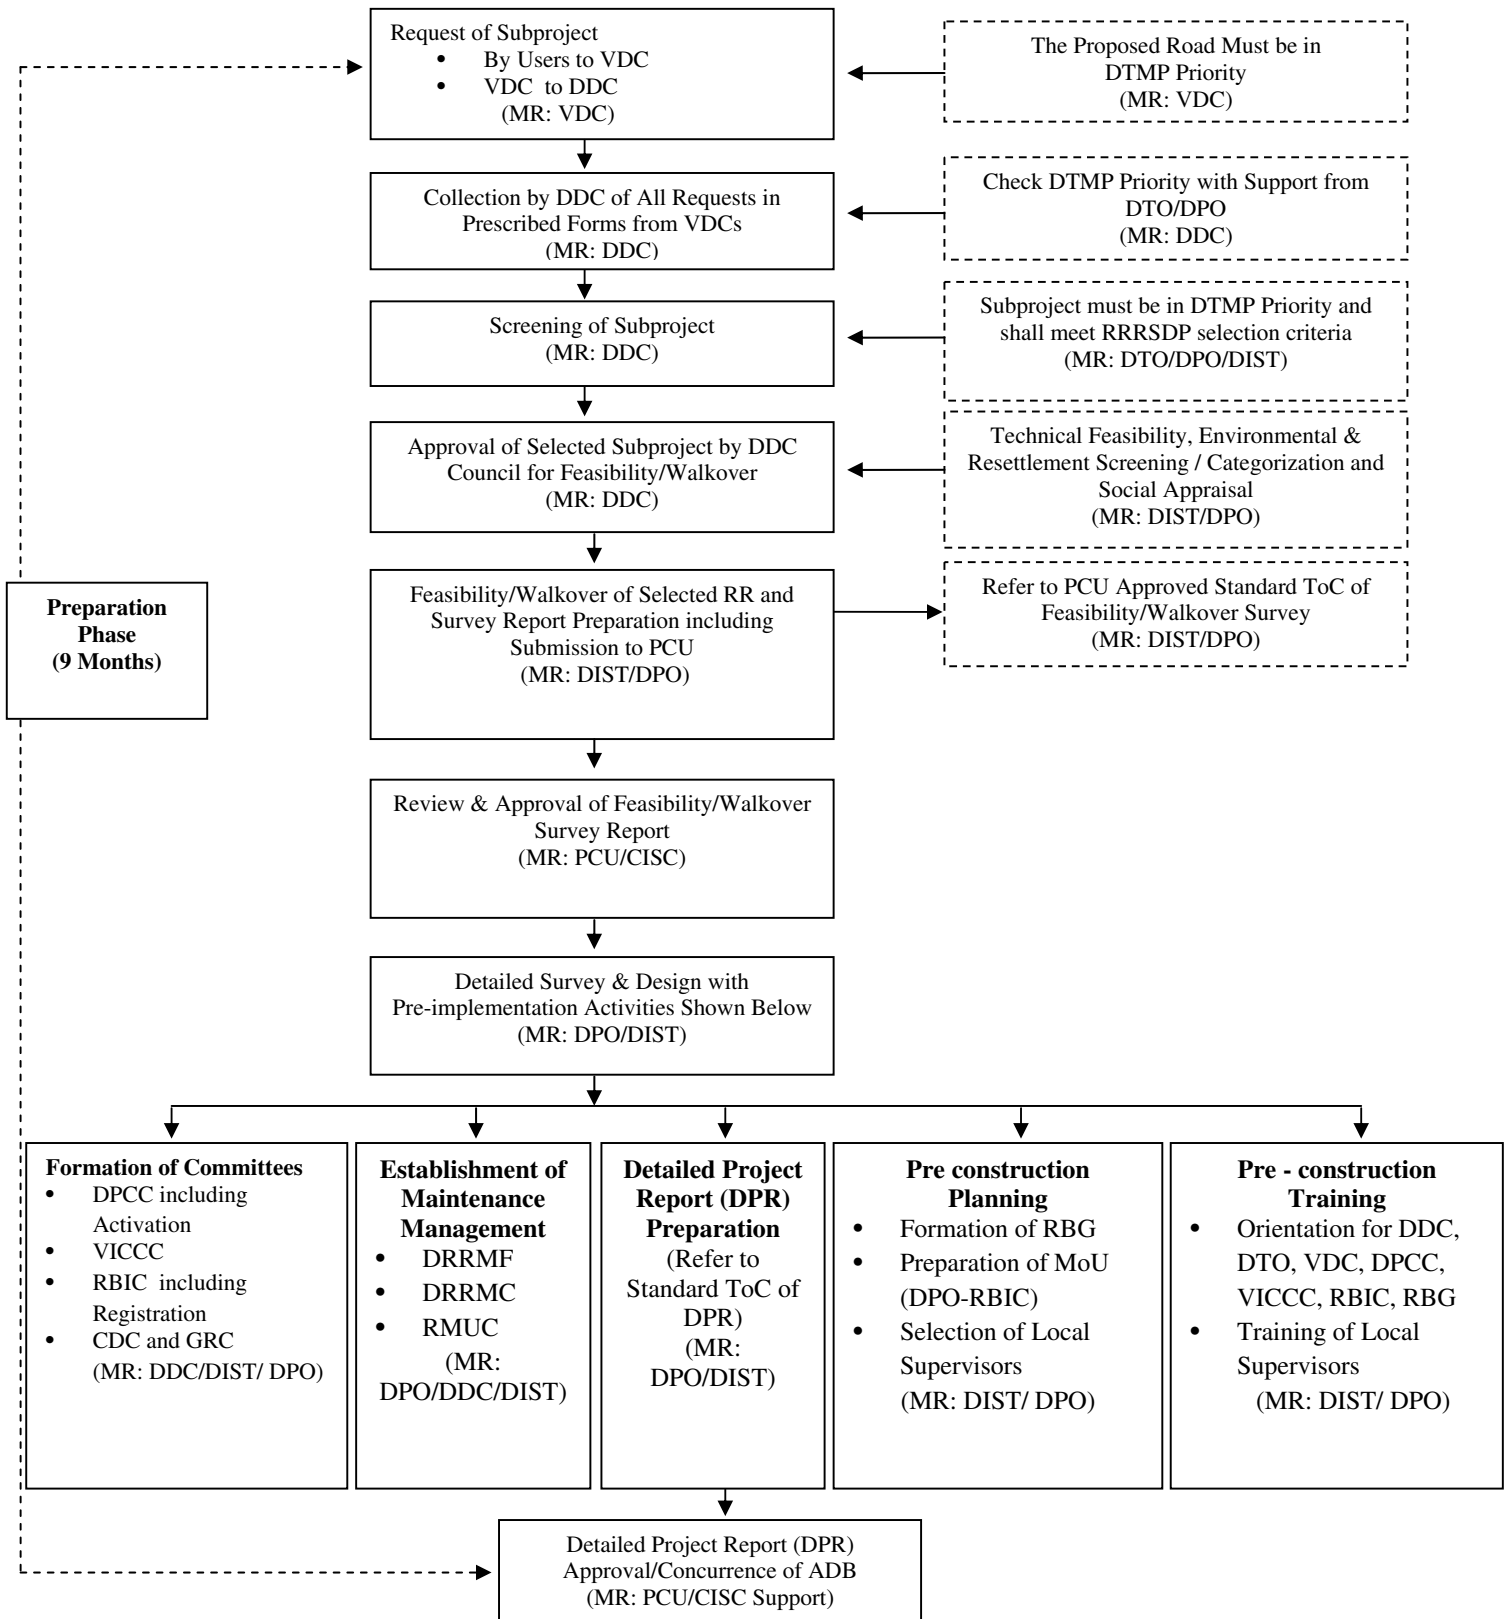 Request of Subproject
• By Users to VDC
• VDC to DDC
(MR: VDC)
The Proposed Road Must be in
DTMP Priority
(MR: VDC)
Collection by DDC of All Requests in
Prescribed Forms from VDCs
(MR: DDC)
Check DTMP Priority with Support from
DTO/DPO
(MR: DDC)
Screening of Subproject
(MR: DDC)
Subproject must be in DTMP Priority and
shall meet RRRSDP selection criteria
(MR: DTO/DPO/DIST)
Approval of Selected Subproject by DDC
Council for Feasibility/Walkover
(MR: DDC)
Technical Feasibility, Environmental &
Resettlement Screening / Categorization and
Social Appraisal
(MR: DIST/DPO)
Preparation
Phase
(9 Months)
Feasibility/Walkover of Selected RR and
Survey Report Preparation including
Submission to PCU
(MR: DIST/DPO)
Refer to PCU Approved Standard ToC of
Feasibility/Walkover Survey
(MR: DIST/DPO)
Review & Approval of Feasibility/Walkover
Survey Report
(MR: PCU/CISC)
Detailed Survey & Design with
Pre-implementation Activities Shown Below
(MR: DPO/DIST)
Formation of Committees
• DPCC including
Activation
• VICCC
• RBIC including
Registration
• CDC and GRC
(MR: DDC/DIST/ DPO)
Establishment of
Maintenance
Management
• DRRMF
• DRRMC
• RMUC
(MR:
DPO/DDC/DIST)
Detailed Project
Report (DPR)
Preparation
(Refer to
Standard ToC of
DPR)
(MR:
DPO/DIST)
Pre construction
Planning
• Formation of RBG
• Preparation of MoU
(DPO-RBIC)
• Selection of Local
Supervisors
(MR: DIST/ DPO)
Pre - construction
Training
• Orientation for DDC,
DTO, VDC, DPCC,
VICCC, RBIC, RBG
• Training of Local
Supervisors
(MR: DIST/ DPO)
Detailed Project Report (DPR)
Approval/Concurrence of ADB
(MR: PCU/CISC Support)